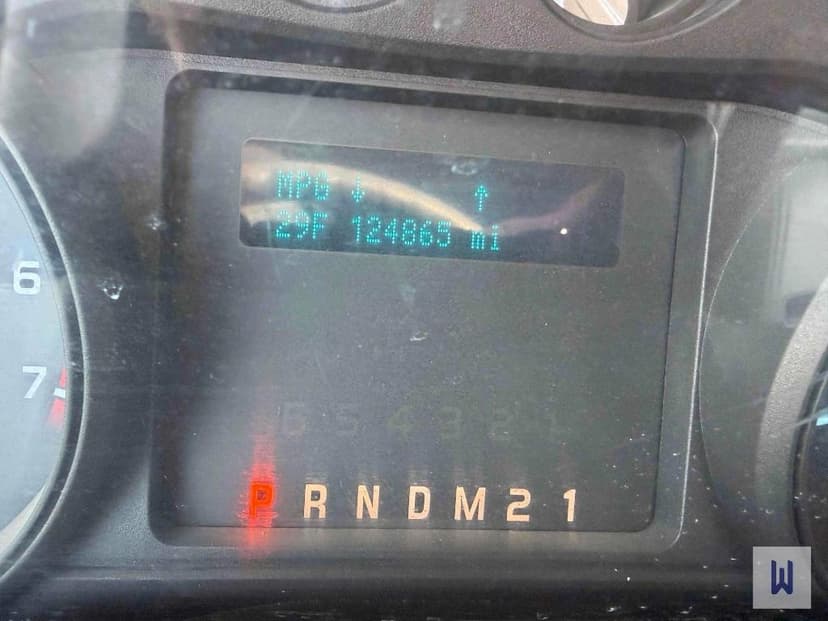 MPG ↓ ↑
29F 124865 mi
6
7
6 5 4 3 2 1
P R N D M 2 1
W